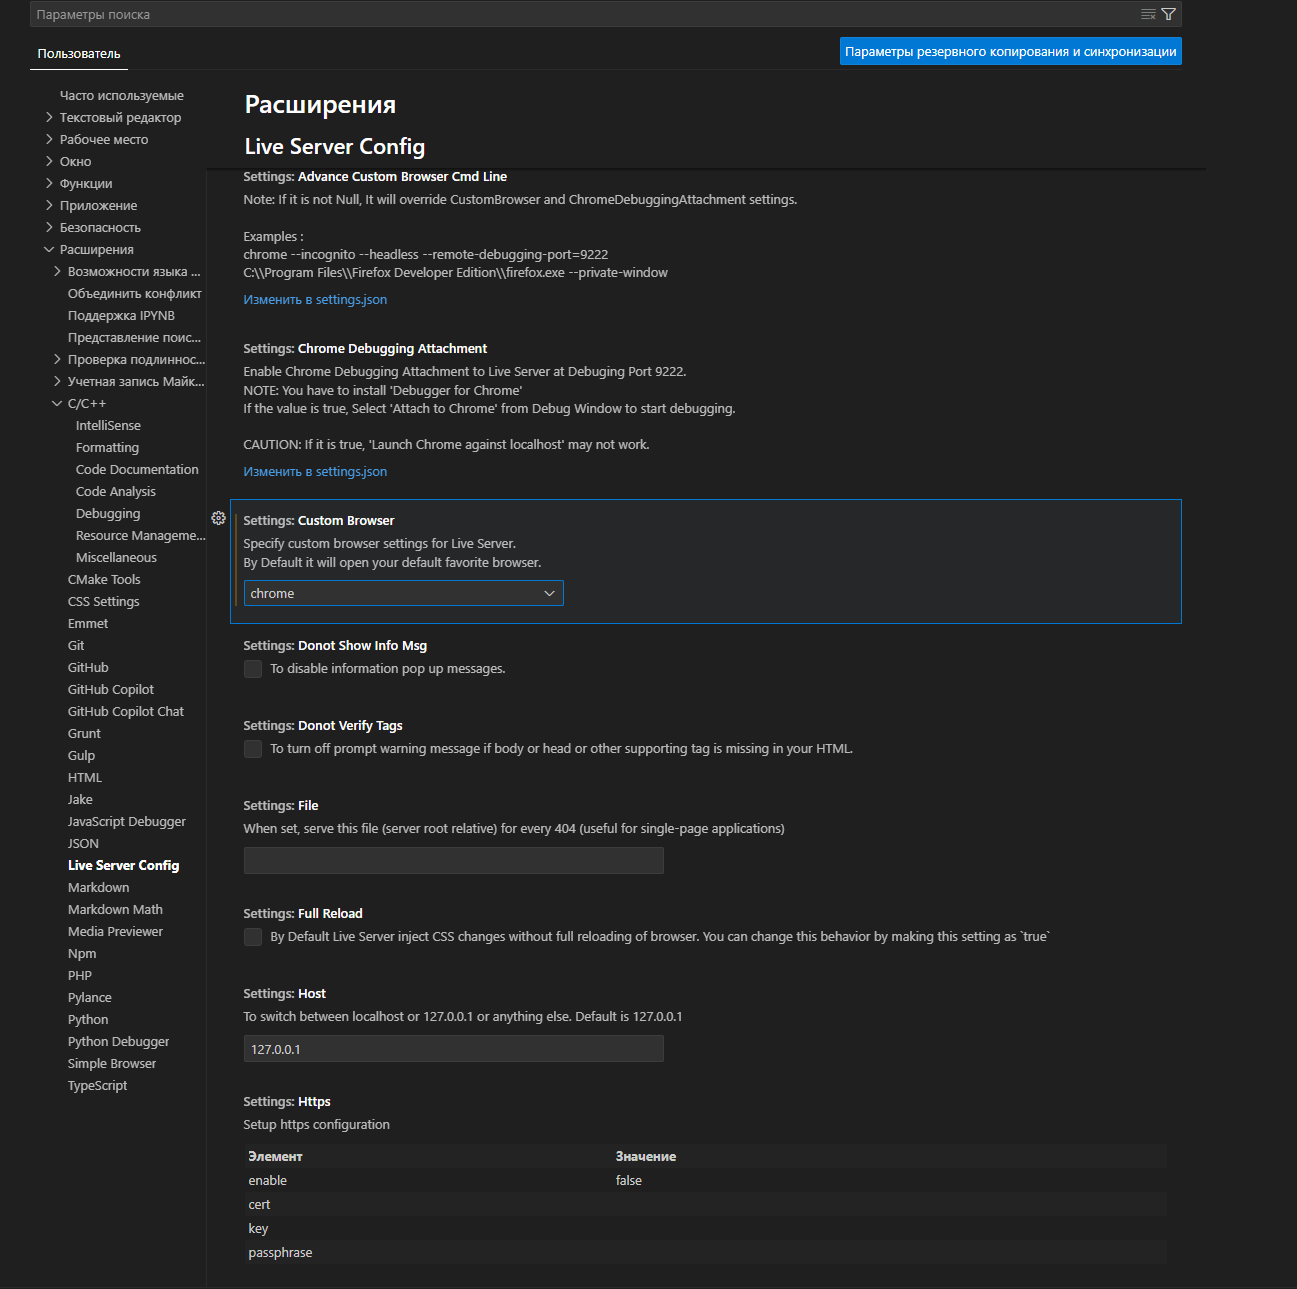 Параметры поиска
Пользователь
Параметры резервного копирования и синхронизации
Часто используемые
Текстовый редактор
Рабочее место
Окно
Функции
Приложение
Безопасность
Расширения
Возможности языка ...
Объединить конфликт
Поддержка IPYNB
Представление поис...
Проверка подлиннос...
Учетная запись Майк...
C/C++
IntelliSense
Formatting
Code Documentation
Code Analysis
Debugging
Resource Manageme...
Miscellaneous
CMake Tools
CSS Settings
Emmet
Git
GitHub
GitHub Copilot
GitHub Copilot Chat
Grunt
Gulp
HTML
Jake
JavaScript Debugger
JSON
Live Server Config
Markdown
Markdown Math
Media Previewer
Npm
PHP
Pylance
Python
Python Debugger
Simple Browser
TypeScript
Расширения
Live Server Config
Settings: Advance Custom Browser Cmd Line
Note: If it is not Null, It will override CustomBrowser and ChromeDebuggingAttachment settings.
Examples :
chrome --incognito --headless --remote-debugging-port=9222
C:\\Program Files\\Firefox Developer Edition\\firefox.exe --private-window
Изменить в settings.json
Settings: Chrome Debugging Attachment
Enable Chrome Debugging Attachment to Live Server at Debuging Port 9222.
NOTE: You have to install 'Debugger for Chrome'
If the value is true, Select 'Attach to Chrome' from Debug Window to start debugging.
CAUTION: If it is true, 'Launch Chrome against localhost' may not work.
Изменить в settings.json
Settings: Custom Browser
Specify custom browser settings for Live Server.
By Default it will open your default favorite browser.
chrome
Settings: Donot Show Info Msg
To disable information pop up messages.
Settings: Donot Verify Tags
To turn off prompt warning message if body or head or other supporting tag is missing in your HTML.
Settings: File
When set, serve this file (server root relative) for every 404 (useful for single-page applications)
Settings: Full Reload
By Default Live Server inject CSS changes without full reloading of browser. You can change this behavior by making this setting as `true`
Settings: Host
To switch between localhost or 127.0.0.1 or anything else. Default is 127.0.0.1
127.0.0.1
Settings: Https
Setup https configuration
Элемент Значение
enable false
cert
key
passphrase